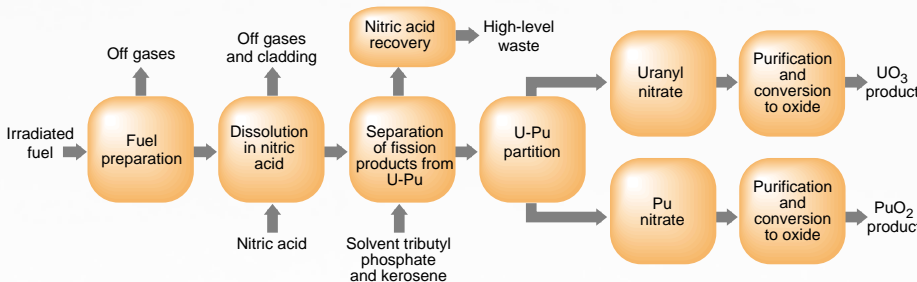 Off gases
Off gases
and cladding
Nitric acid
recovery
High-level
waste
Irradiated
fuel
Fuel
preparation
Dissolution
in nitric
acid
Separation
of fission
products from
U-Pu
U-Pu
partition
Uranyl
nitrate
Purification
and
conversion
to oxide
UO3
product
Pu
nitrate
Purification
and
conversion
to oxide
PuO2
product
Nitric acid
Solvent tributyl
phosphate
and kerosene